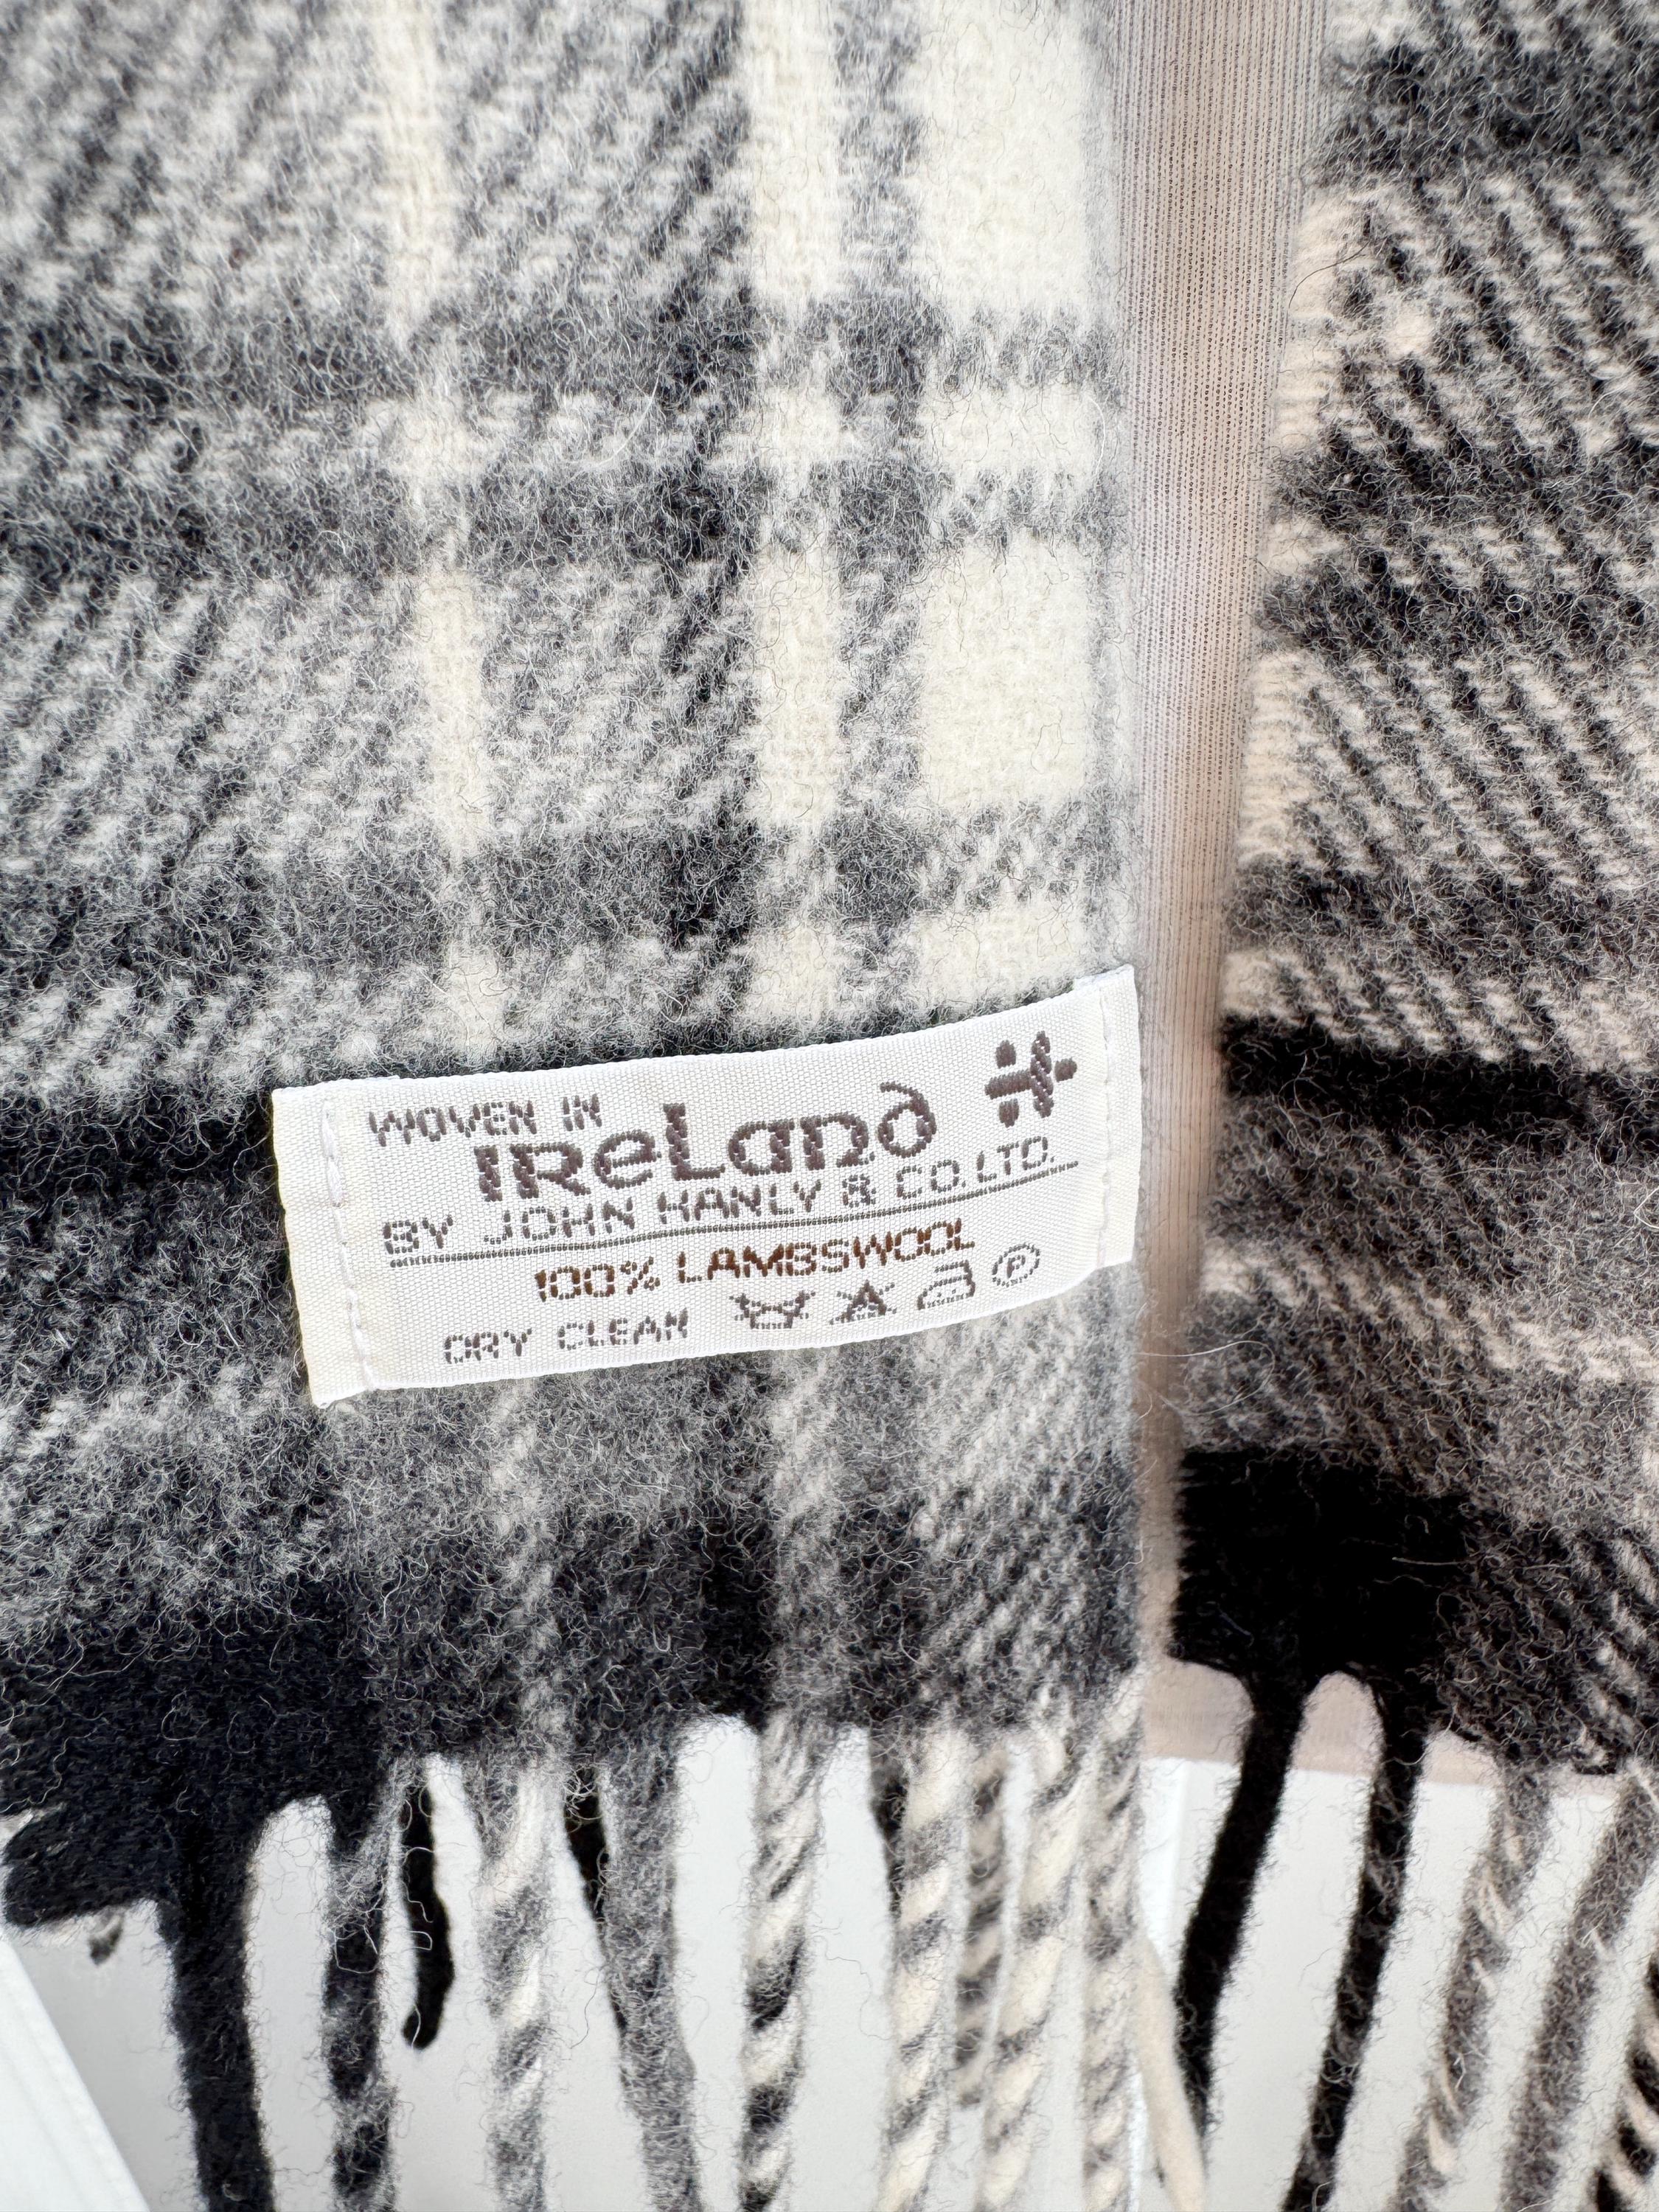 WOVEN IN
IRELAND
BY JOHN HANLY & CO.LTD.
100% LAMBSWOOL
DRY CLEAN P